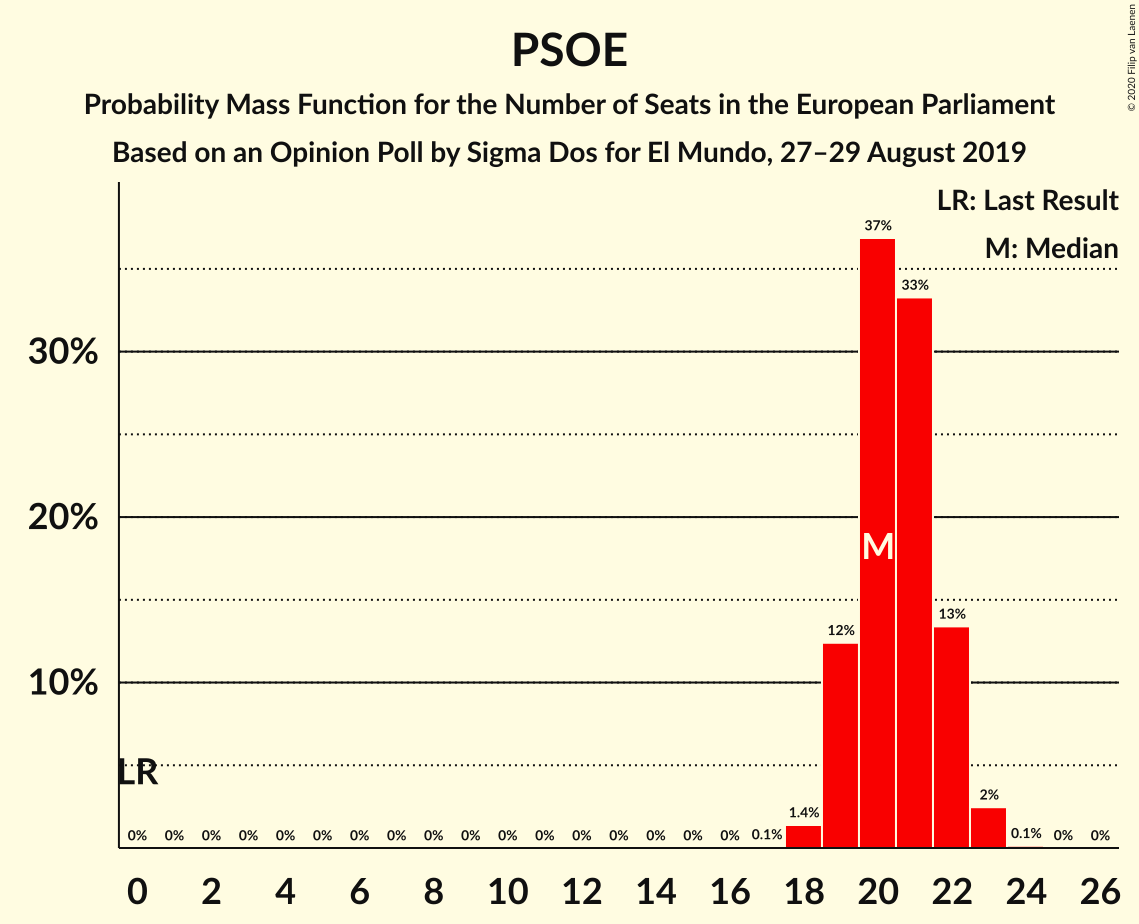 PSOE
Probability Mass Function for the Number of Seats in the European Parliament
Based on an Opinion Poll by Sigma Dos for El Mundo, 27–29 August 2019
© 2020 Filip van Laenen
LR: Last Result
M: Median
30%
20%
10%
LR
M
0% 0% 0% 0% 0% 0% 0% 0% 0% 0% 0% 0% 0% 0% 0% 0% 0% 0.1% 1.4% 12% 37% 33% 13% 2% 0.1% 0% 0%
0 2 4 6 8 10 12 14 16 18 20 22 24 26